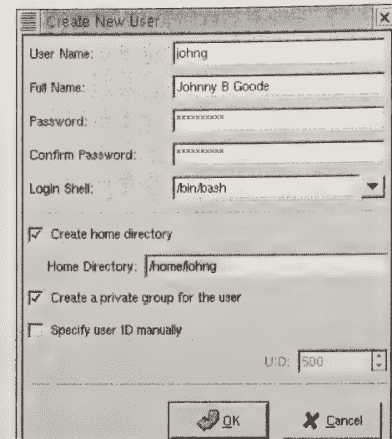 Create New User
User Name: johng
Full Name: Johnny B Goode
Password: **********
Confirm Password: **********
Login Shell: /bin/bash
Create home directory
Home Directory: /home/johng
Create a private group for the user
Specify user ID manually
UID: 500
OK Cancel